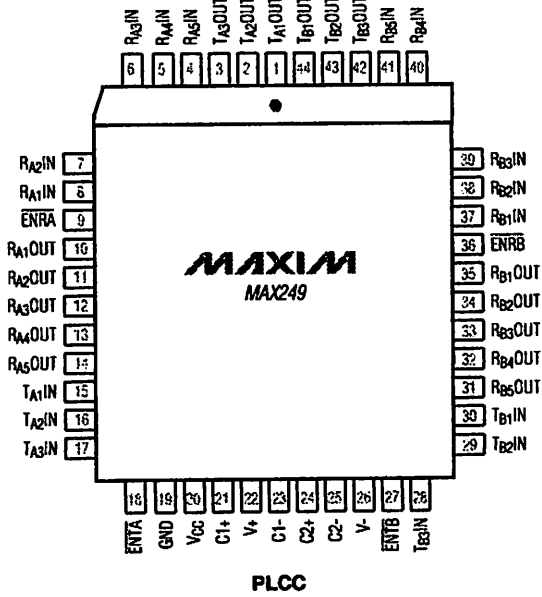 RA3IN RA4IN RA5IN TA3OUT TA2OUT TA1OUT TB1OUT TB2OUT TB3OUT RB5IN RB4IN
6 5 4 3 2 1 44 43 42 41 40
RA2IN 7
RA1IN 8
ENRA 9
RA1OUT 10
RA2OUT 11
RA3OUT 12
RA4OUT 13
RA5OUT 14
TA1IN 15
TA2IN 16
TA3IN 17
MAXIM
MAX249
39 RB3IN
38 RB2IN
37 RB1IN
36 ENRB
35 RB1OUT
34 RB2OUT
33 RB3OUT
32 RB4OUT
31 RB5OUT
30 TB1IN
29 TB2IN
18 19 20 21 22 23 24 25 26 27 28
ENTA GND VCC C1+ V+ C1- C2+ C2- V- ENTB TB3IN
PLCC